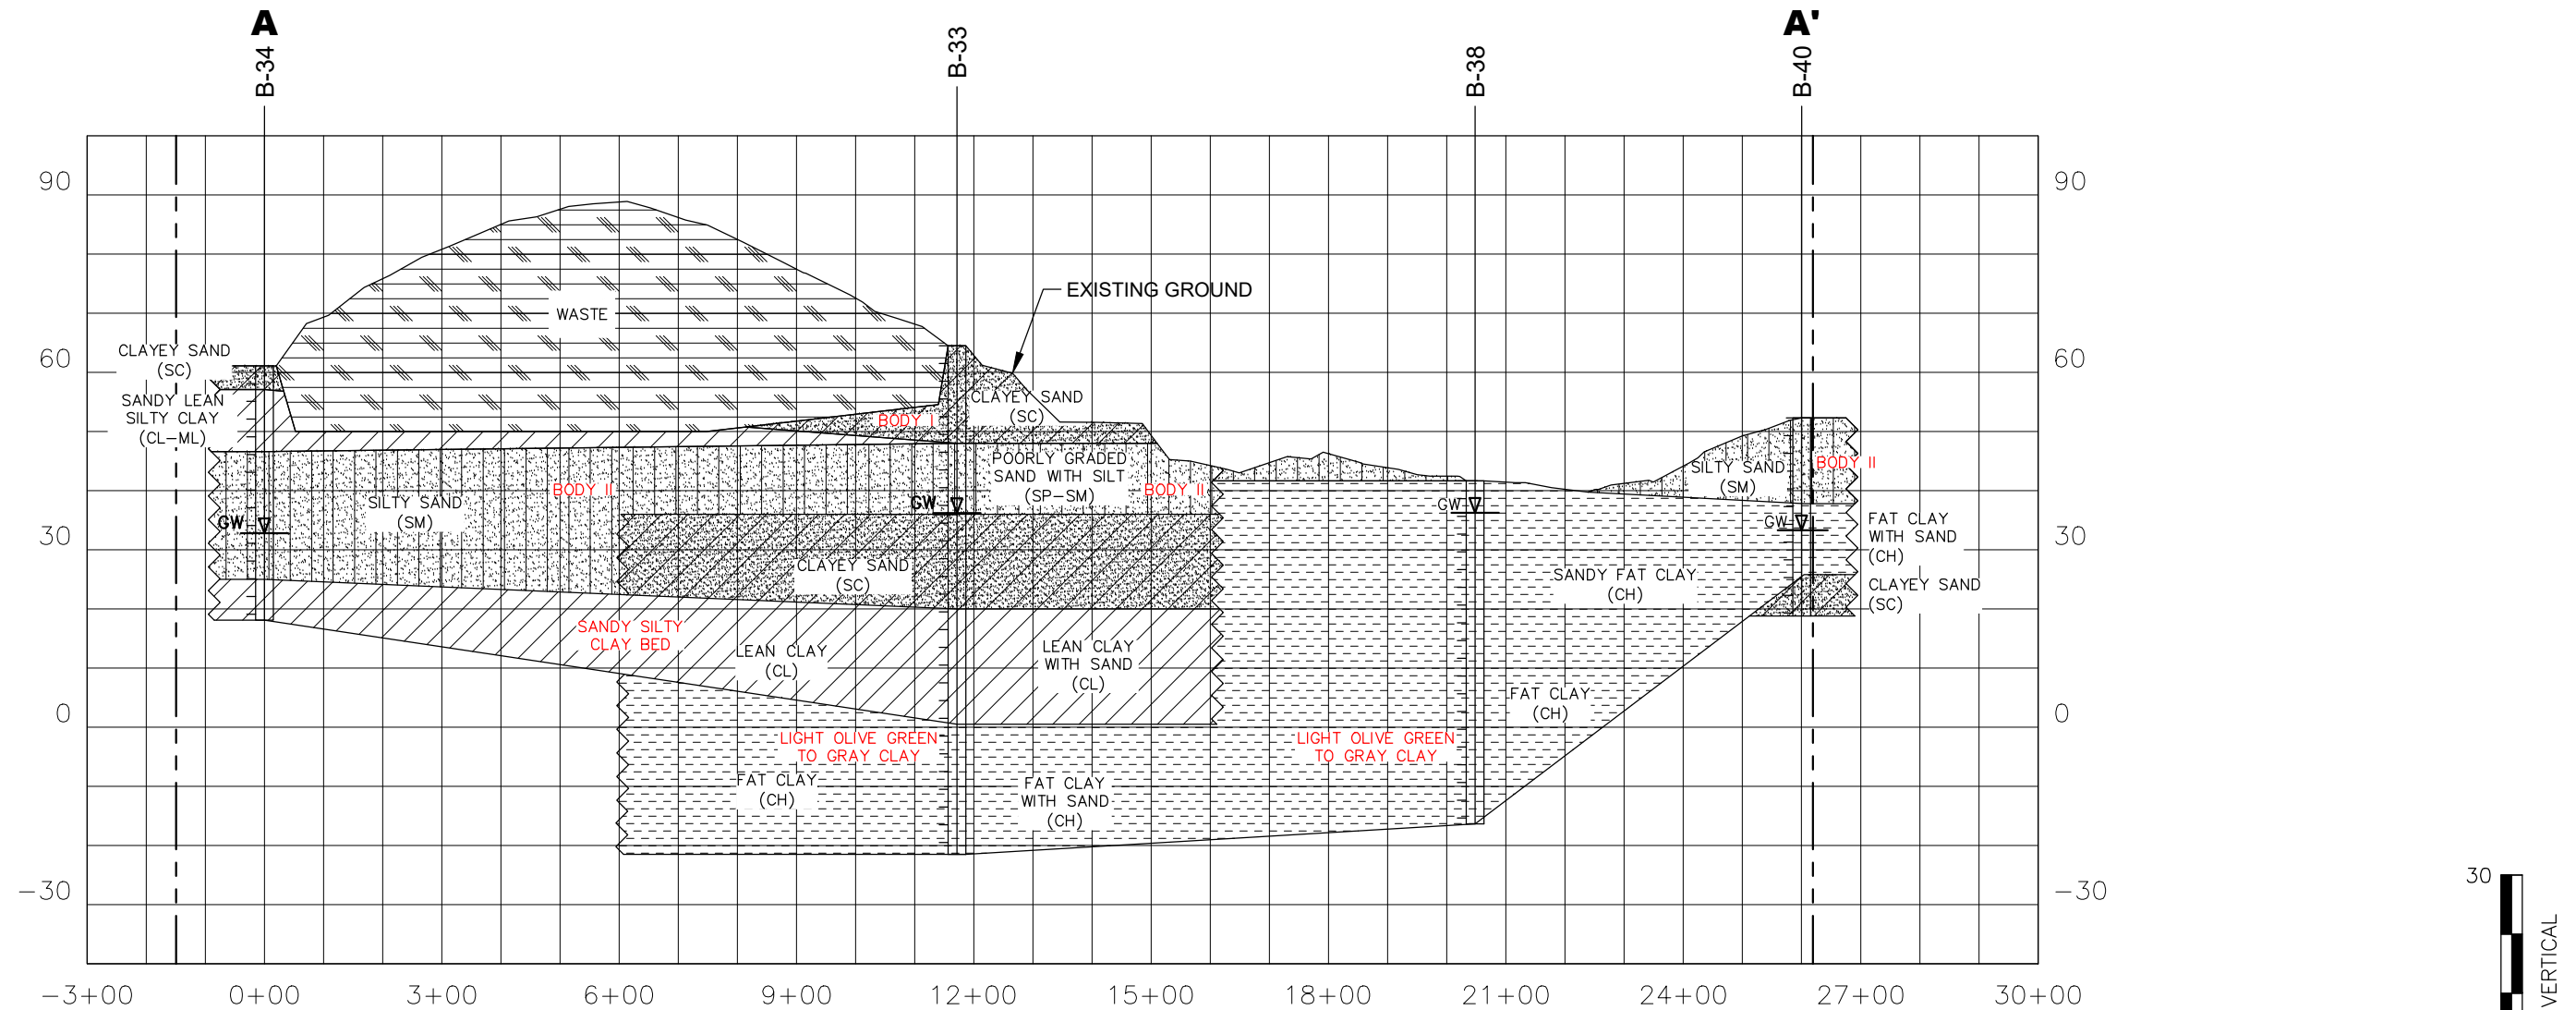 A
A'
B-34
B-33
B-38
B-40
90
90
EXISTING GROUND
WASTE
60
60
CLAYEY SAND
(SC)
SANDY LEAN
SILTY CLAY
(CL-ML)
CLAYEY SAND
(SC)
BODY I
POORLY GRADED
SAND WITH SILT
(SP-SM)
SILTY SAND
(SM)
BODY II
SILTY SAND
(SM)
BODY II
BODY II
GW
GW
GW
GW
30
30
FAT CLAY
WITH SAND
(CH)
CLAYEY SAND
(SC)
SANDY FAT CLAY
(CH)
CLAYEY SAND
(SC)
SANDY SILTY
CLAY BED
LEAN CLAY
(CL)
LEAN CLAY
WITH SAND
(CL)
FAT CLAY
(CH)
0
0
LIGHT OLIVE GREEN
TO GRAY CLAY
LIGHT OLIVE GREEN
TO GRAY CLAY
FAT CLAY
(CH)
FAT CLAY
WITH SAND
(CH)
-30
-30
30
VERTICAL
-3+00
0+00
3+00
6+00
9+00
12+00
15+00
18+00
21+00
24+00
27+00
30+00